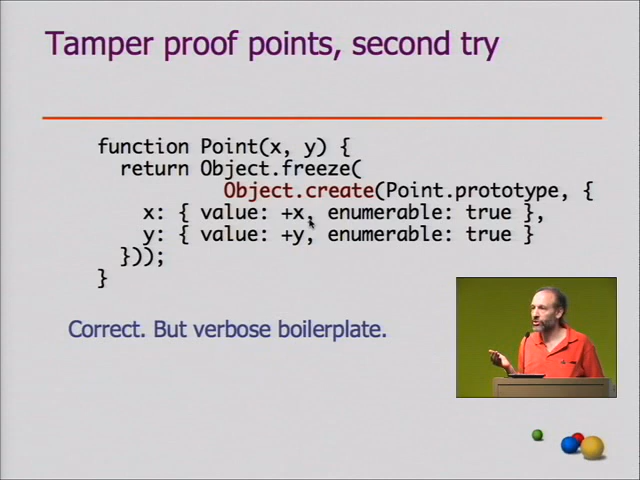 Tamper proof points, second try
function Point(x, y) {
return Object.freeze(
Object.create(Point.prototype, {
x: { value: +x, enumerable: true },
y: { value: +y, enumerable: true }
}));
}
Correct. But verbose boilerplate.